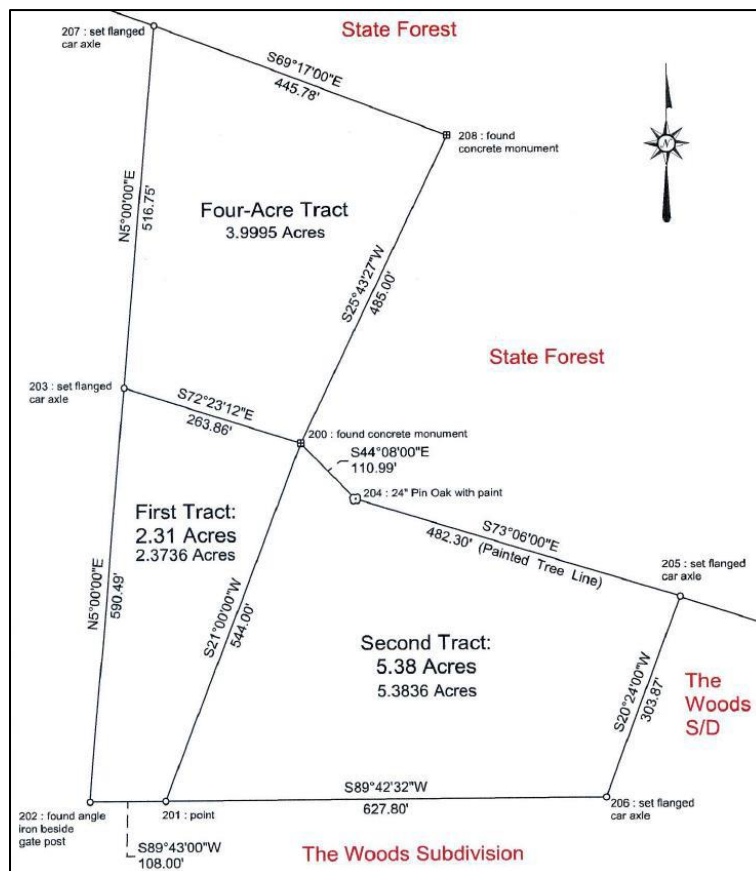 State Forest
207 : set flanged
car axle
S69°17'00"E
445.78'
208 : found
concrete monument
N
N5°00'00"E
516.75'
Four-Acre Tract
3.9995 Acres
S25°43'27"W
485.00'
State Forest
203 : set flanged
car axle
S72°23'12"E
263.86'
200 : found concrete monument
S44°08'00"E
110.99'
204 : 24" Pin Oak with paint
First Tract:
2.31 Acres
2.3736 Acres
S73°06'00"E
482.30' (Painted Tree Line)
205 : set flanged
car axle
N5°00'00"E
590.49'
S21°00'00"W
544.00'
Second Tract:
5.38 Acres
5.3836 Acres
S20°24'00"W
303.87'
The
Woods
S/D
S89°42'32"W
627.80'
202 : found angle
iron beside
gate post
201 : point
206 : set flanged
car axle
S89°43'00"W
108.00'
The Woods Subdivision